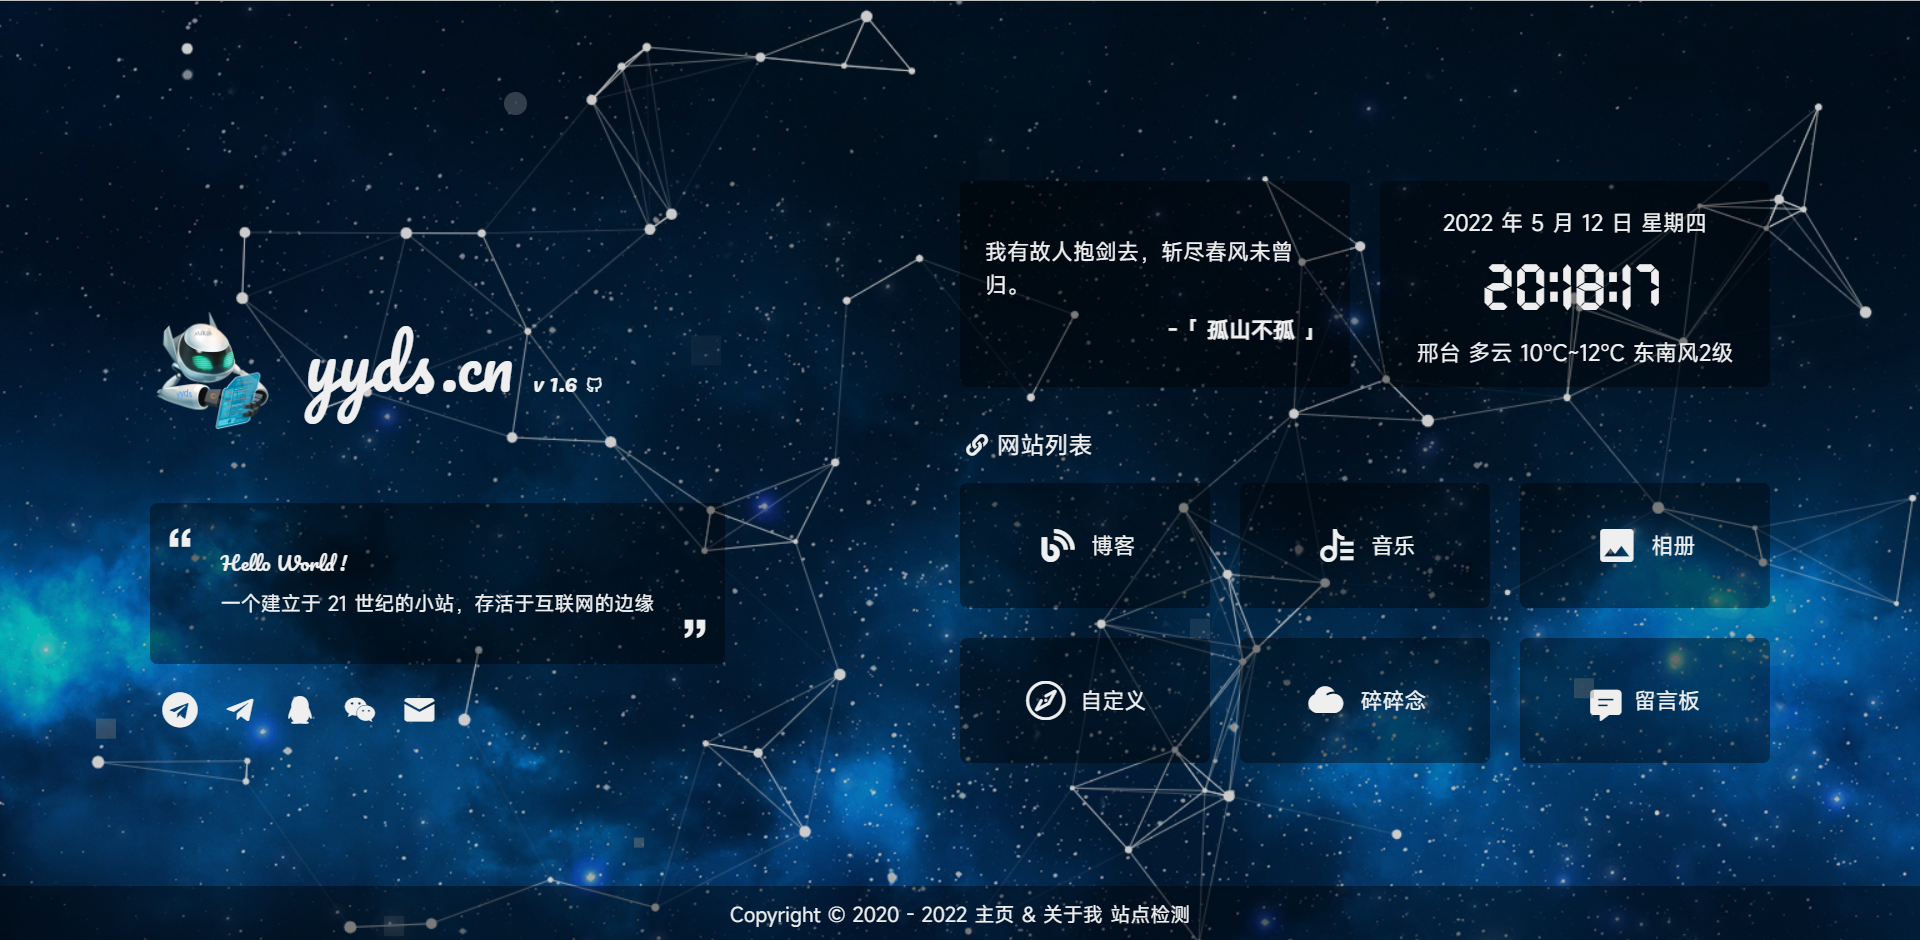 yyds.cn v 1.6
Hello World !
一个建立于 21 世纪的小站，存活于互联网的边缘
我有故人抱剑去，斩尽春风未曾
归。
-「 孤山不孤 」
2022 年 5 月 12 日 星期四
20:18:17
邢台 多云 10℃~12℃ 东南风2级
网站列表
博客
音乐
相册
自定义
碎碎念
留言板
Copyright © 2020 - 2022 主页 & 关于我 站点检测